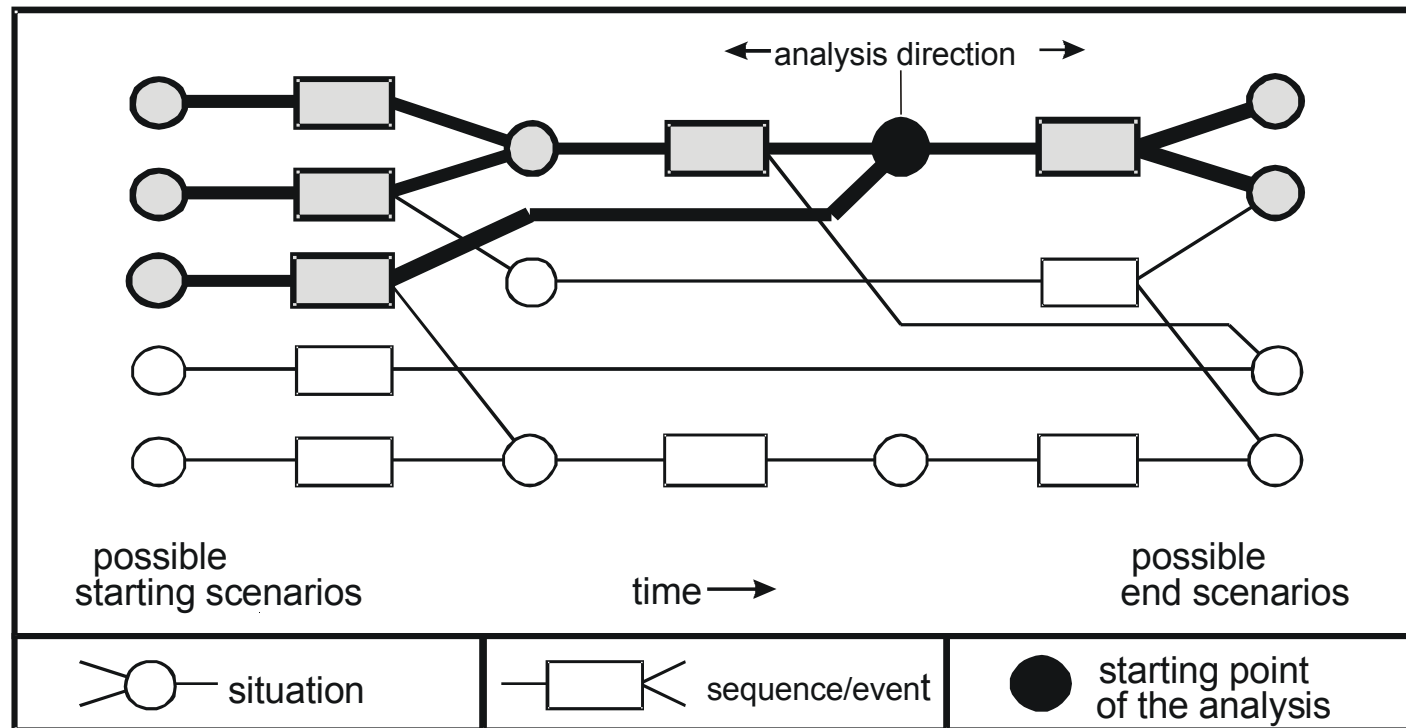 analysis direction
possible
starting scenarios
time
possible
end scenarios
situation
sequence/event
starting point
of the analysis